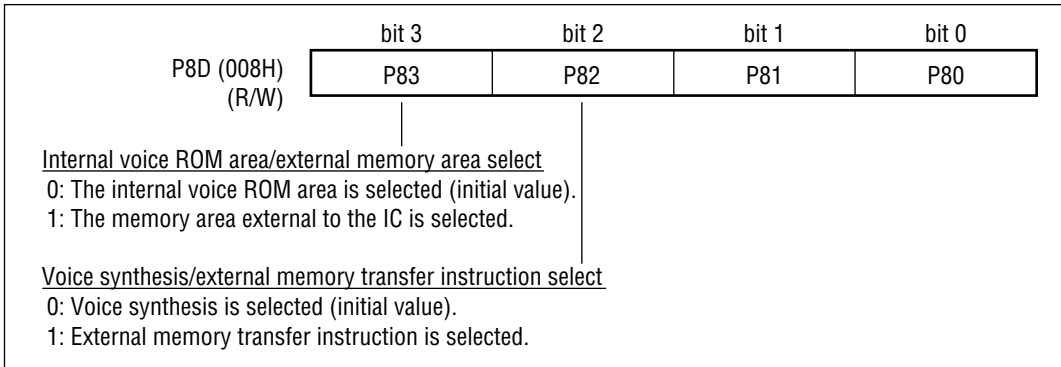 bit 3 bit 2 bit 1 bit 0
P8D (008H) P83 P82 P81 P80
(R/W)
Internal voice ROM area/external memory area select
0: The internal voice ROM area is selected (initial value).
1: The memory area external to the IC is selected.
Voice synthesis/external memory transfer instruction select
0: Voice synthesis is selected (initial value).
1: External memory transfer instruction is selected.